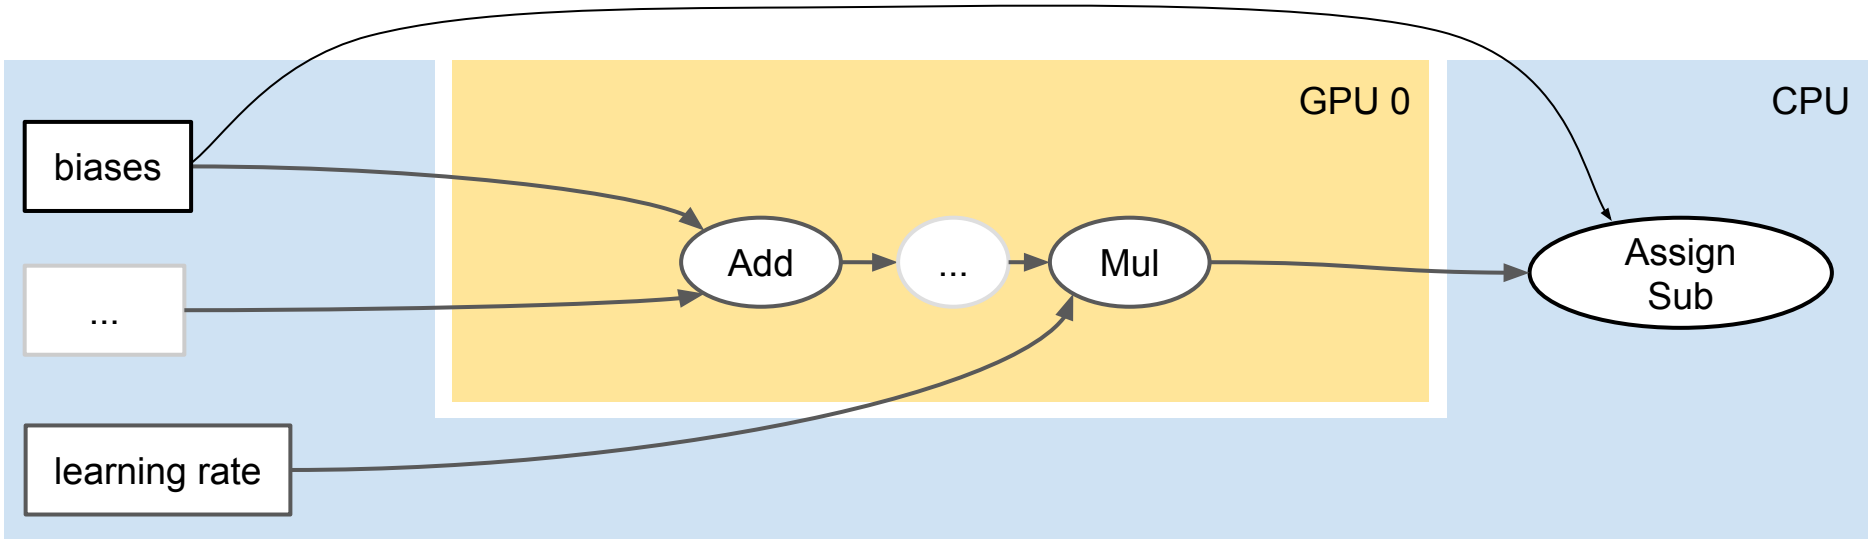 GPU 0
CPU
biases
...
learning rate
Add
...
Mul
Assign
Sub